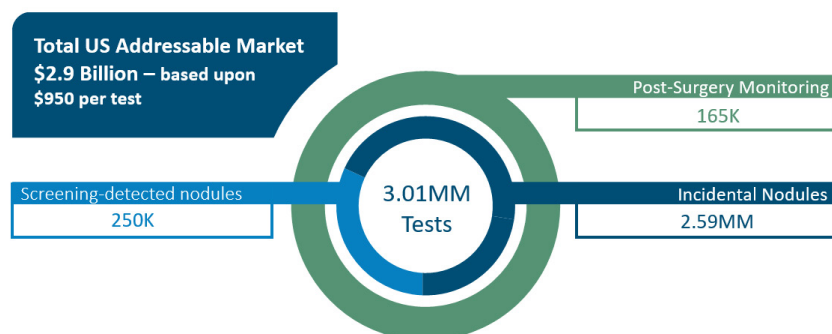 Total US Addressable Market
$2.9 Billion – based upon
$950 per test
Post-Surgery Monitoring
165K
Screening-detected nodules
250K
3.01MM
Tests
Incidental Nodules
2.59MM